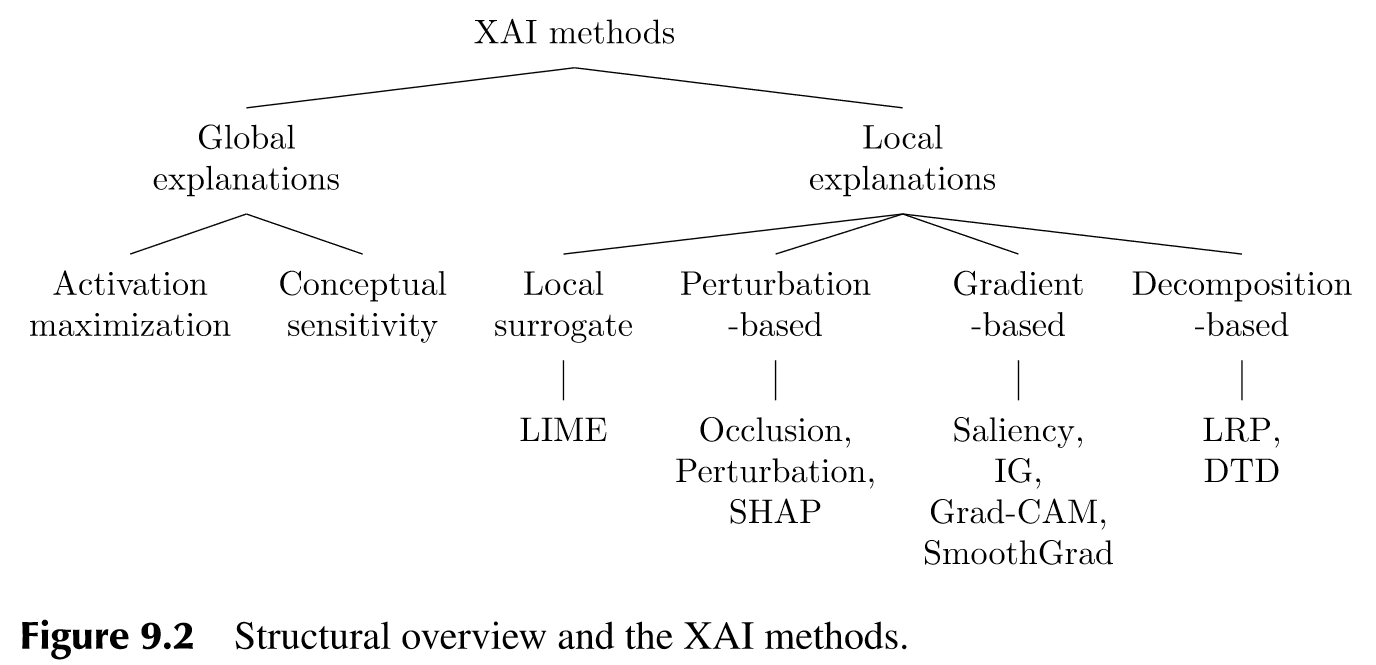 XAI methods
Global
explanations
Local
explanations
Activation
maximization
Conceptual
sensitivity
Local
surrogate
Perturbation
-based
Gradient
-based
Decomposition
-based
LIME
Occlusion,
Perturbation,
SHAP
Saliency,
IG,
Grad-CAM,
SmoothGrad
LRP,
DTD
Figure 9.2 Structural overview and the XAI methods.